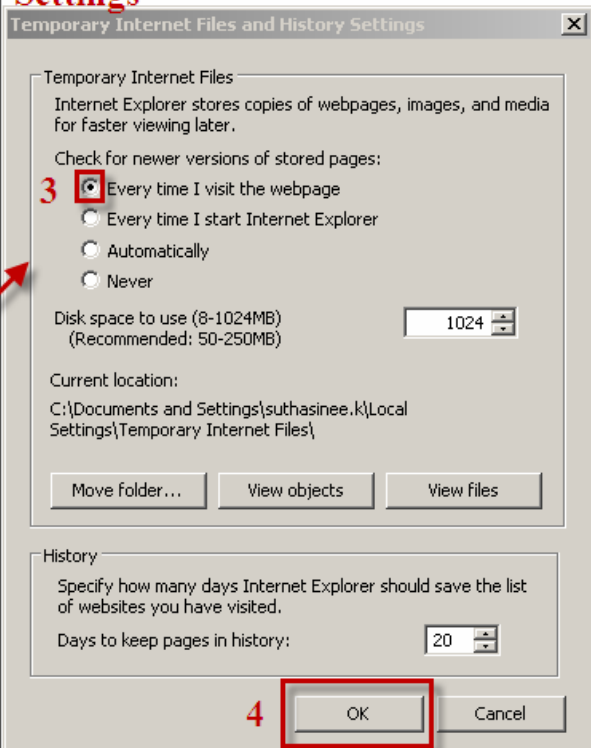 Settings
Temporary Internet Files and History Settings
Temporary Internet Files
Internet Explorer stores copies of webpages, images, and media
for faster viewing later.
Check for newer versions of stored pages:
3 Every time I visit the webpage
Every time I start Internet Explorer
Automatically
Never
Disk space to use (8-1024MB) 1024
(Recommended: 50-250MB)
Current location:
C:\Documents and Settings\suthasinee.k\Local
Settings\Temporary Internet Files\
Move folder... View objects View files
History
Specify how many days Internet Explorer should save the list
of websites you have visited.
Days to keep pages in history: 20
4 OK Cancel